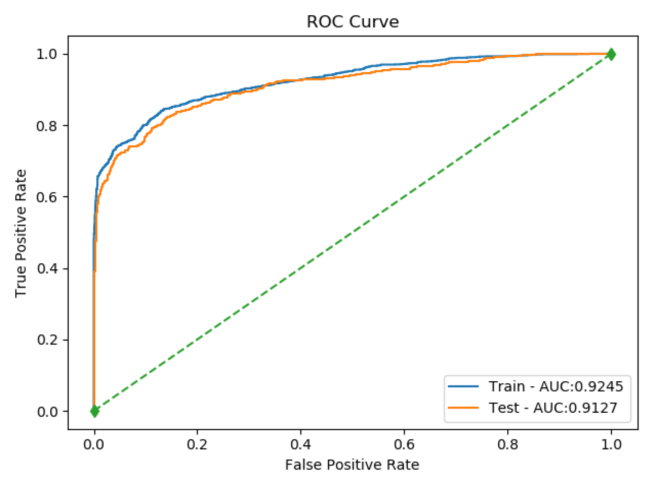 ROC Curve
True Positive Rate
1.0
0.8
0.6
0.4
0.2
0.0
Train - AUC:0.9245
Test - AUC:0.9127
0.0 0.2 0.4 0.6 0.8 1.0
False Positive Rate